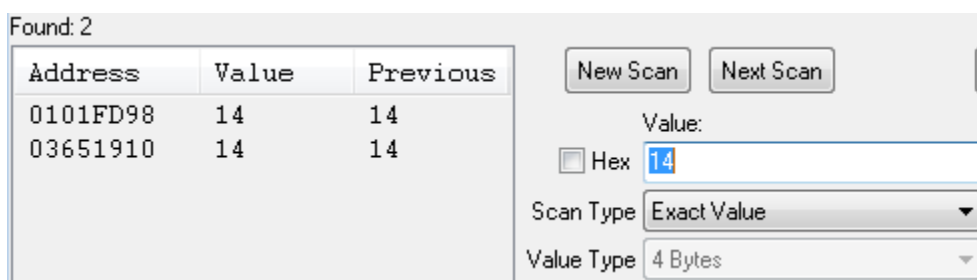 Found: 2
Address Value Previous
0101FD98 14 14
03651910 14 14
New Scan Next Scan
Value:
Hex 14
Scan Type Exact Value
Value Type 4 Bytes